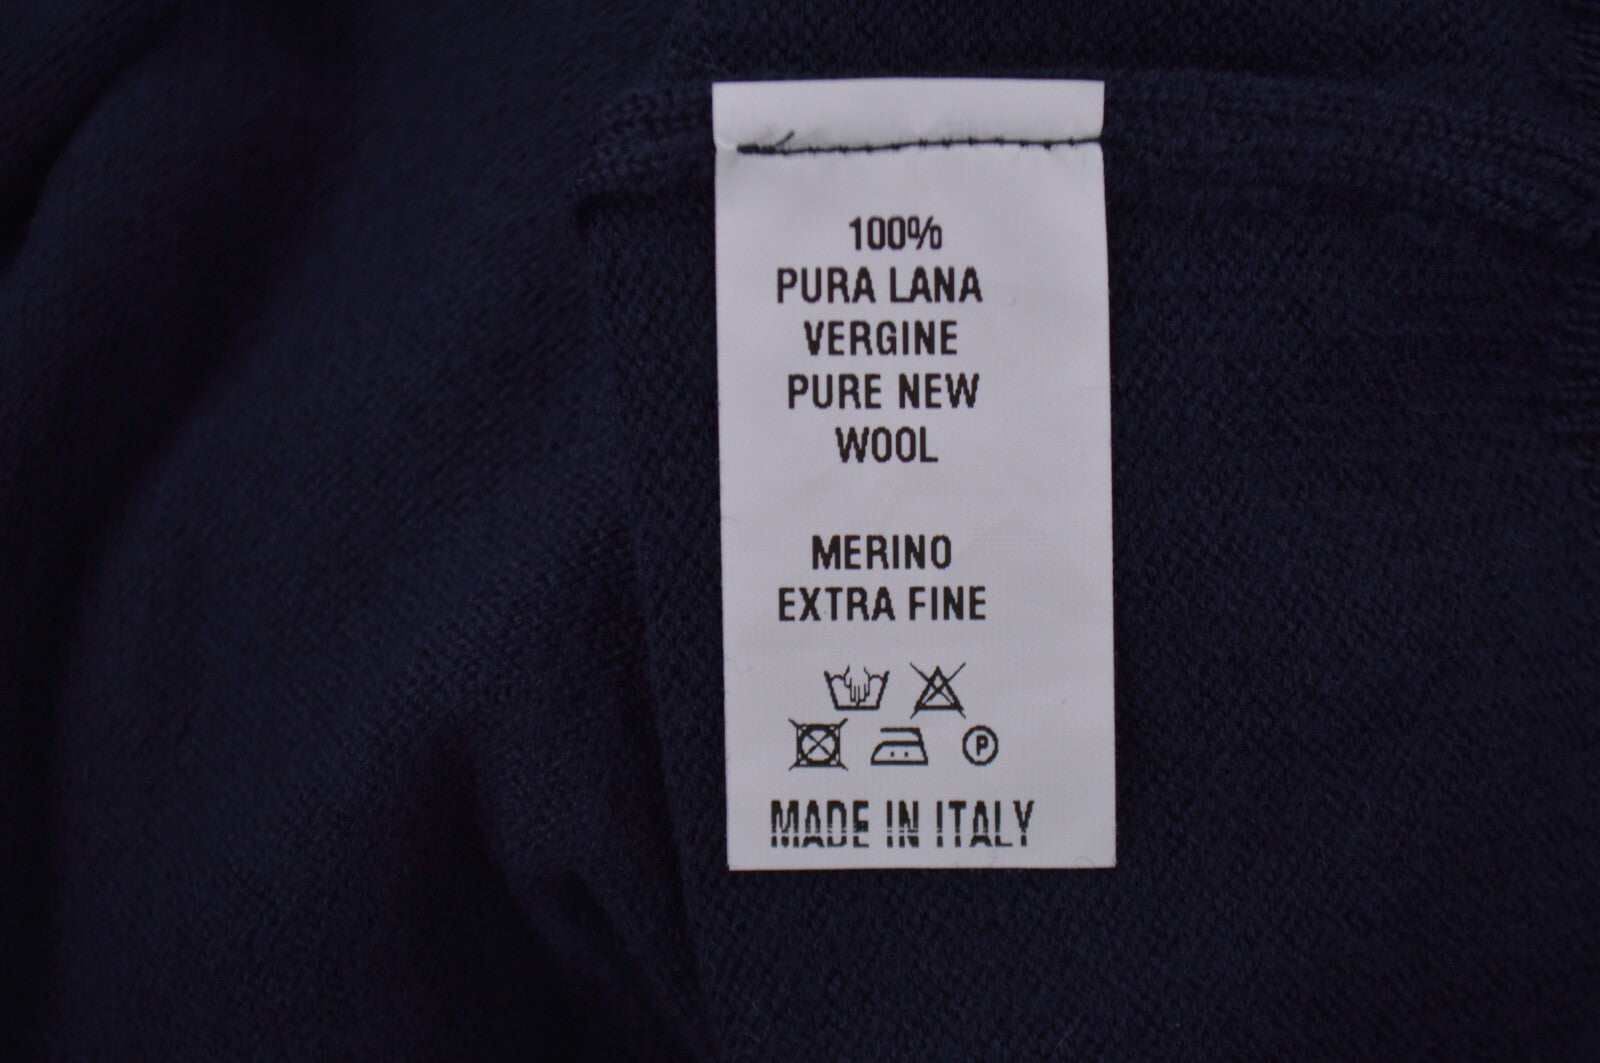 100%
PURA LANA
VERGINE
PURE NEW
WOOL
MERINO
EXTRA FINE
P
MADE IN ITALY